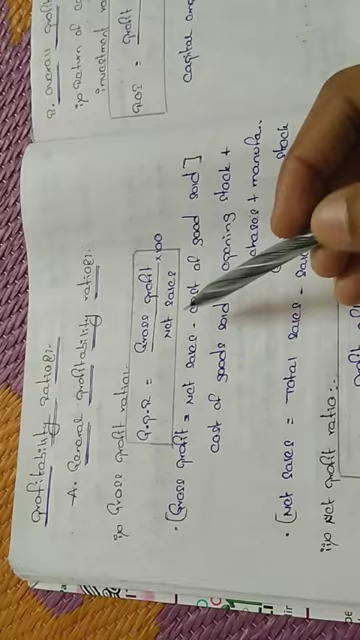 B. overall profit
i) Return of
investment
ROI = profit
capital
profitability ratios:-
A. General profitability ratios:-
i) Gross profit ratio:-
G.P.R = Gross profit / Net sales ×100
• [Gross profit = Net sales - cost of good sold]
cost of goods sold opening stock +
+ manufa..
stock
• [Net sales = Total sales - sales
ii) Net profit ratio:-